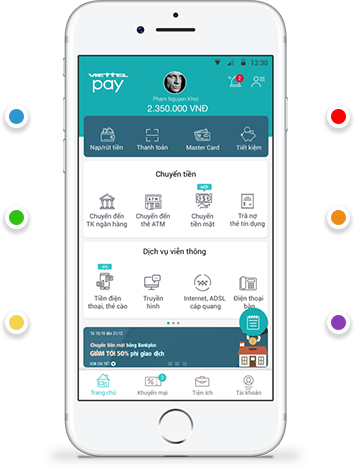 12:30
VIETTEL
pay
2
Pham Nguyen Khoi
2.350.000 VNĐ
Nạp/rút tiền
Thanh toán
Master Card
Tiết kiệm
Chuyển tiền
MỚI
Chuyển đến
TK ngân hàng
Chuyển đến
thẻ ATM
Chuyển
tiền mặt
Trả nợ
thẻ tín dụng
Dịch vụ viễn thông
-4%
Tiền điện
thoại, thẻ cào
Truyền
hình
Internet, ADSL
cáp quang
Điện thoại
bàn
Từ 15/10 đến 31/12
Chuyển tiền mặt bằng Bankplus
GIẢM TỚI 50% phí giao dịch
XEM CHI TIẾT
Trang chủ
2
Khuyến mại
Tiện ích
Tài khoản